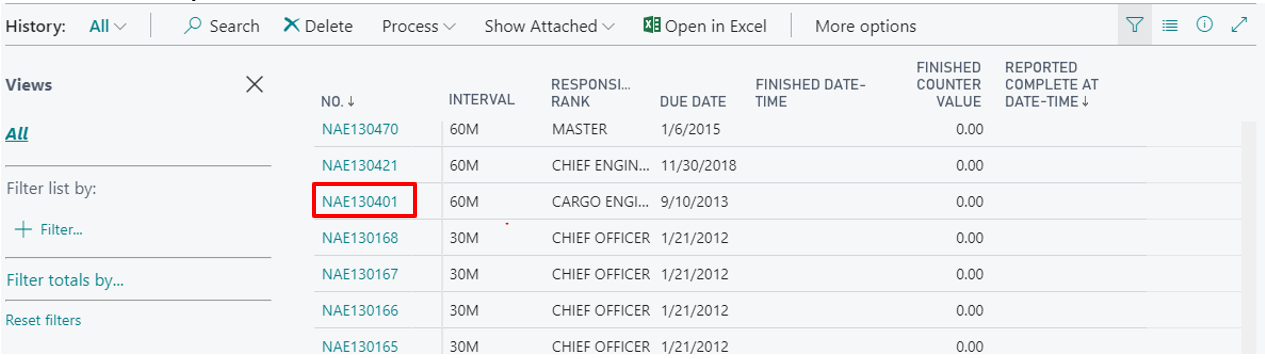 History: All Search Delete Process Show Attached Open in Excel More options
Views
All
Filter list by:
Filter...
Filter totals by...
Reset filters
NO. ↓ INTERVAL RESPONSI... RANK DUE DATE FINISHED DATE-TIME FINISHED COUNTER VALUE REPORTED COMPLETE AT DATE-TIME ↓
NAE130470 60M MASTER 1/6/2015 0.00
NAE130421 60M CHIEF ENGIN... 11/30/2018 0.00
NAE130401 60M CARGO ENGI... 9/10/2013 0.00
NAE130168 30M CHIEF OFFICER 1/21/2012 0.00
NAE130167 30M CHIEF OFFICER 1/21/2012 0.00
NAE130166 30M CHIEF OFFICER 1/21/2012 0.00
NAE130165 30M CHIEF OFFICER 1/21/2012 0.00